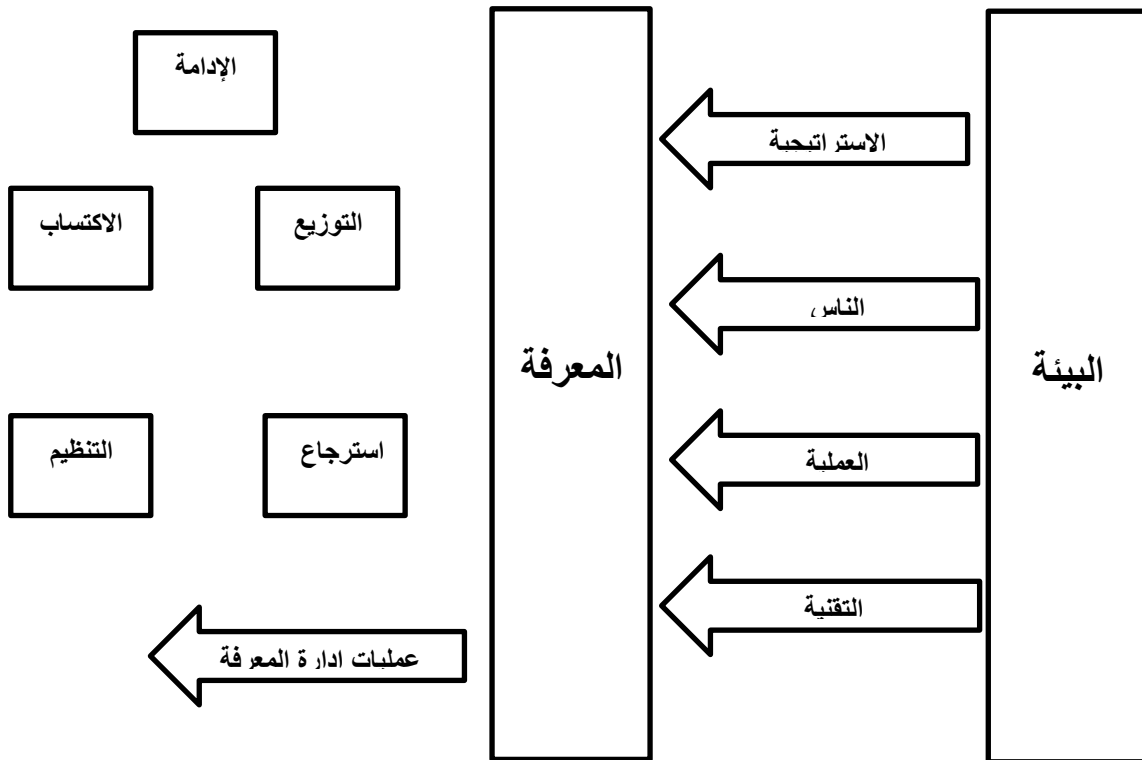 البيئة
الاستراتيجية
الناس
العملية
التقنية
المعرفة
الإدامة
التوزيع
الاكتساب
استرجاع
التنظيم
عمليات ادارة المعرفة